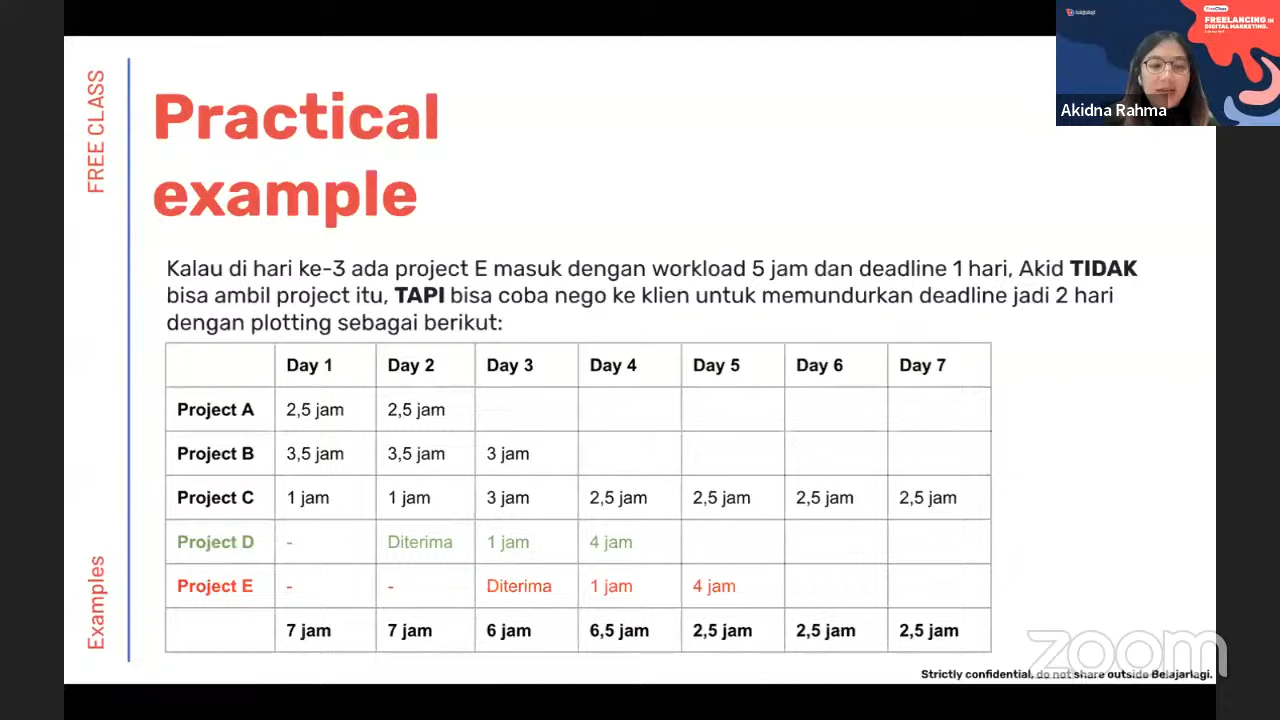 FREE CLASS
Practical
example
Kalau di hari ke-3 ada project E masuk dengan workload 5 jam dan deadline 1 hari, Akid TIDAK
bisa ambil project itu, TAPI bisa coba nego ke klien untuk memundurkan deadline jadi 2 hari
dengan plotting sebagai berikut:
Day 1 Day 2 Day 3 Day 4 Day 5 Day 6 Day 7
Project A 2,5 jam 2,5 jam
Project B 3,5 jam 3,5 jam 3 jam
Project C 1 jam 1 jam 3 jam 2,5 jam 2,5 jam 2,5 jam 2,5 jam
Project D - Diterima 1 jam 4 jam
Project E - - Diterima 1 jam 4 jam
7 jam 7 jam 6 jam 6,5 jam 2,5 jam 2,5 jam 2,5 jam
Examples
zoom
Strictly confidential, do not share outside Belajarlagi.
FREELANCING IN
DIGITAL MARKETING.
Akidna Rahma